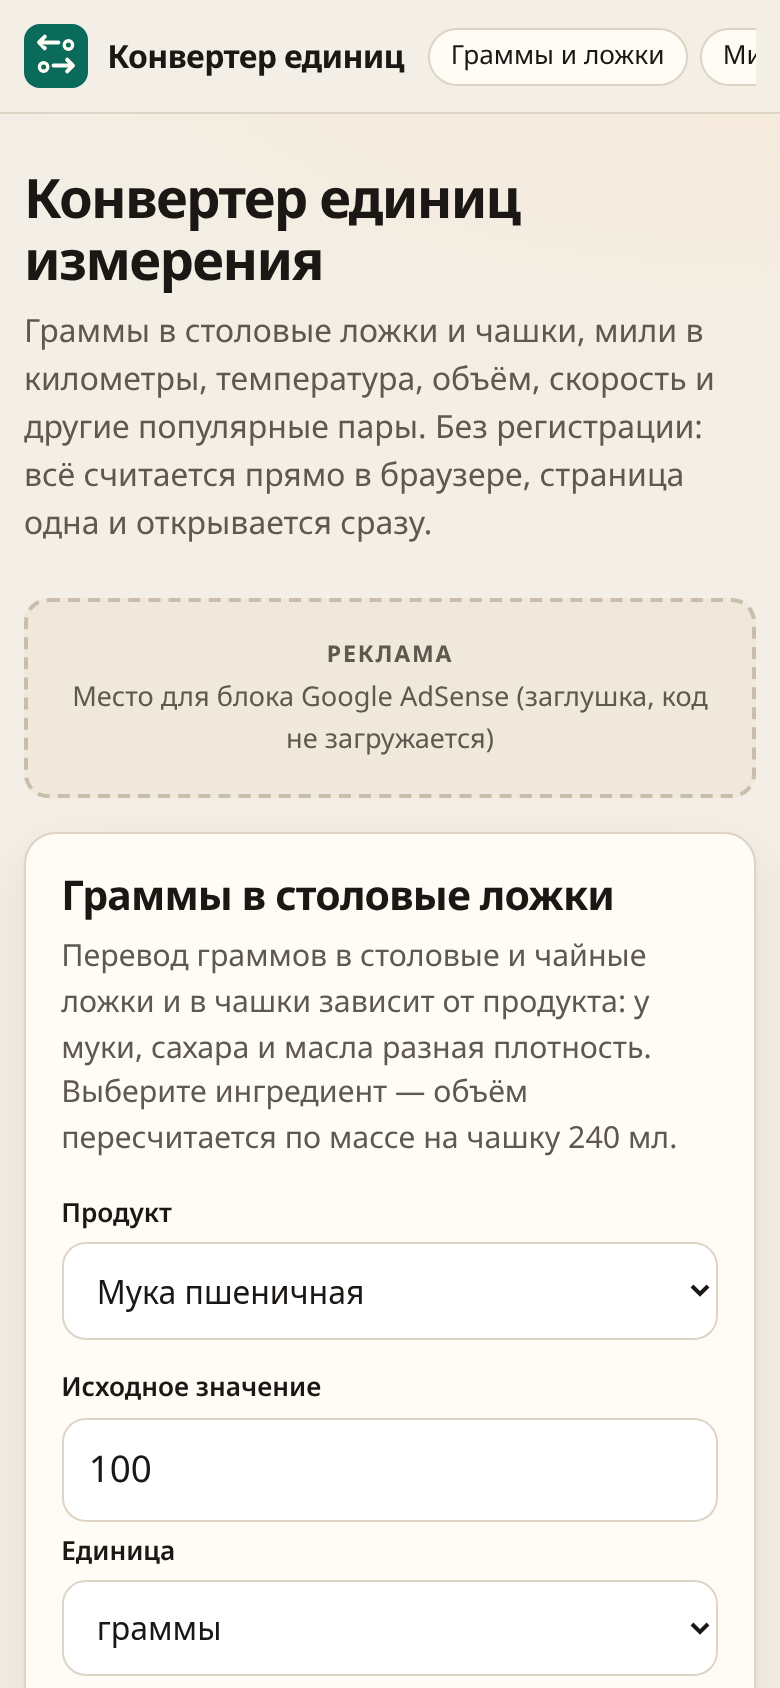 Конвертер единиц
Граммы и ложки
Ми
Конвертер единиц
измерения
Граммы в столовые ложки и чашки, мили в
километры, температура, объём, скорость и
другие популярные пары. Без регистрации:
всё считается прямо в браузере, страница
одна и открывается сразу.
РЕКЛАМА
Место для блока Google AdSense (заглушка, код
не загружается)
Граммы в столовые ложки
Перевод граммов в столовые и чайные
ложки и в чашки зависит от продукта: у
муки, сахара и масла разная плотность.
Выберите ингредиент — объём
пересчитается по массе на чашку 240 мл.
Продукт
Мука пшеничная
Исходное значение
100
Единица
граммы